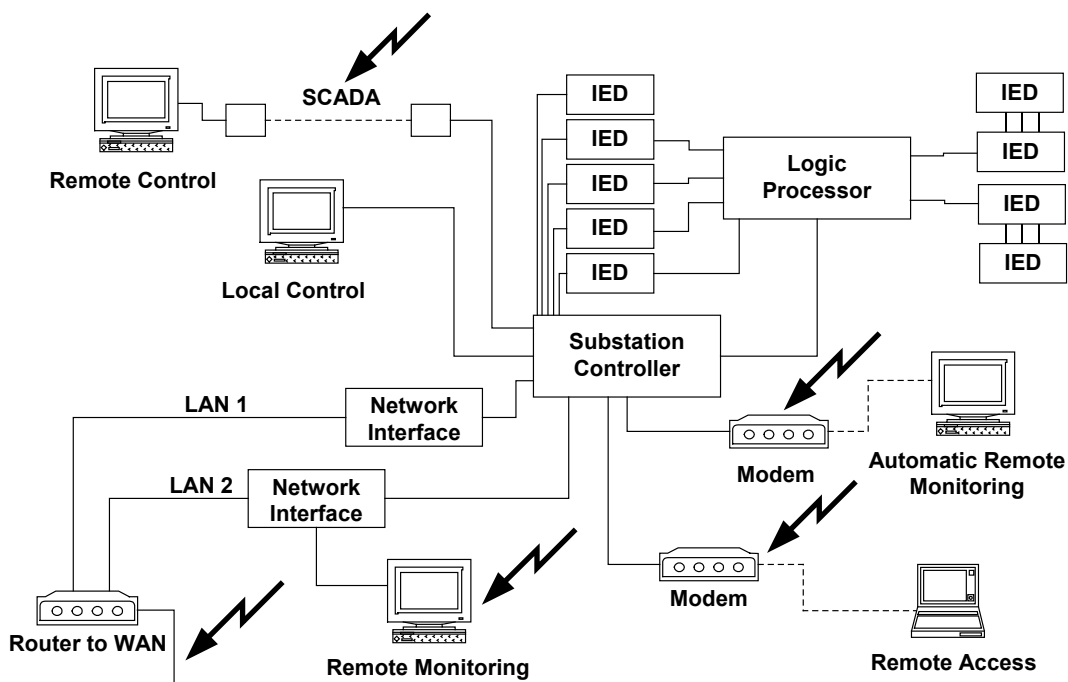 SCADA
IED
IED
IED
IED
IED
Logic
Processor
IED
IED
IED
IED
Remote Control
Local Control
Substation
Controller
LAN 1
Network
Interface
LAN 2
Network
Interface
Modem
Automatic Remote
Monitoring
Modem
Router to WAN
Remote Monitoring
Remote Access